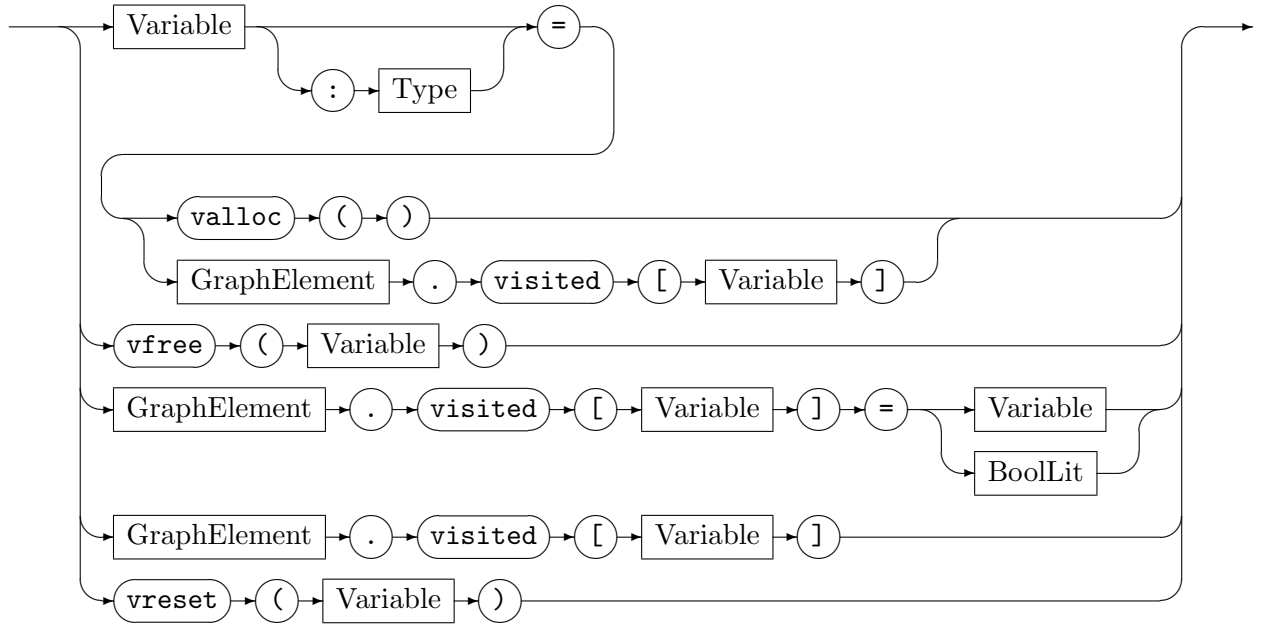 Variable =
: Type
valloc ( )
GraphElement . visited [ Variable ]
vfree ( Variable )
GraphElement . visited [ Variable ] = Variable
BoolLit
GraphElement . visited [ Variable ]
vreset ( Variable )